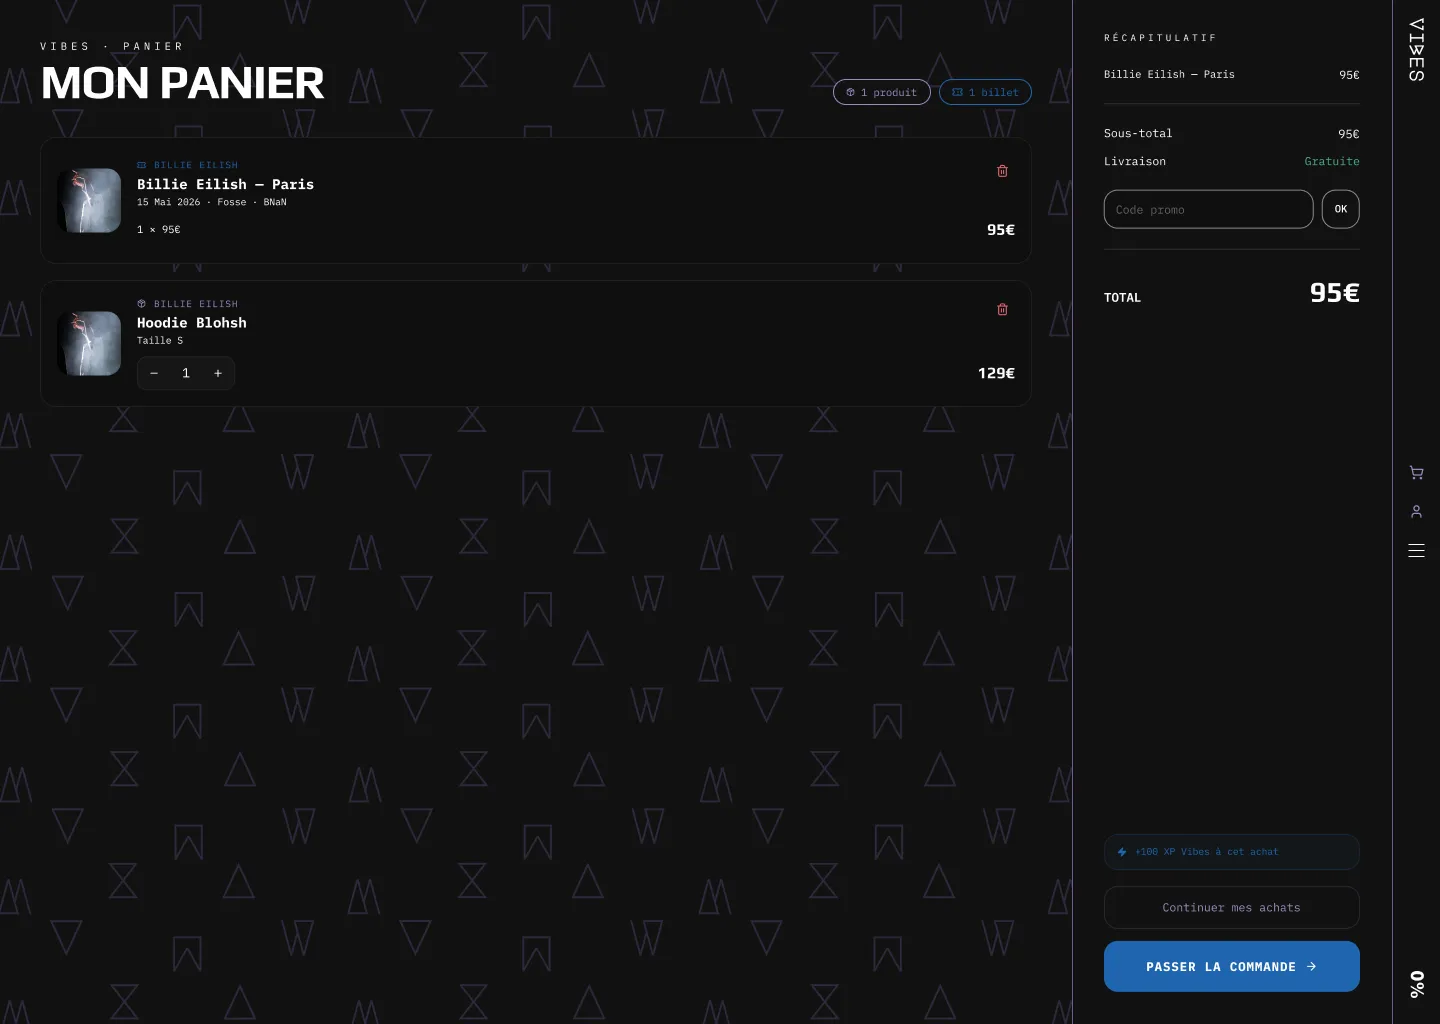 VIBES · PANIER
MON PANIER
1 produit
1 billet
BILLIE EILISH
Billie Eilish — Paris
15 Mai 2026 · Fosse · BNaN
1 × 95€
95€
BILLIE EILISH
Hoodie Blohsh
Taille S
− 1 +
129€
RÉCAPITULATIF
Billie Eilish — Paris 95€
Sous-total 95€
Livraison Gratuite
Code promo OK
TOTAL 95€
+100 XP Vibes à cet achat
Continuer mes achats
PASSER LA COMMANDE →
VIBES
0%